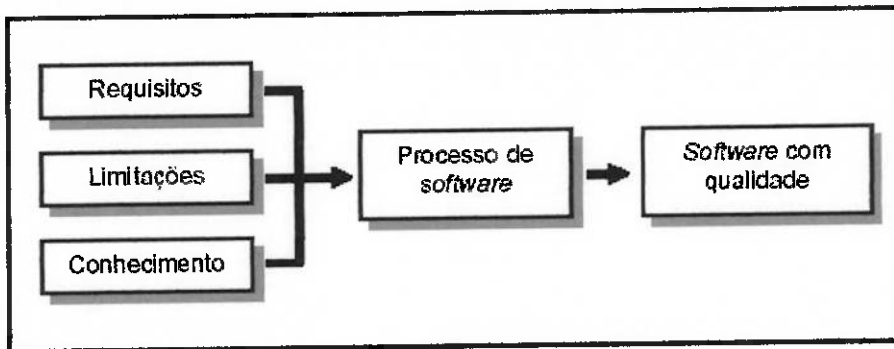 Requisitos
Limitações
Conhecimento
Processo de
software
Software com
qualidade